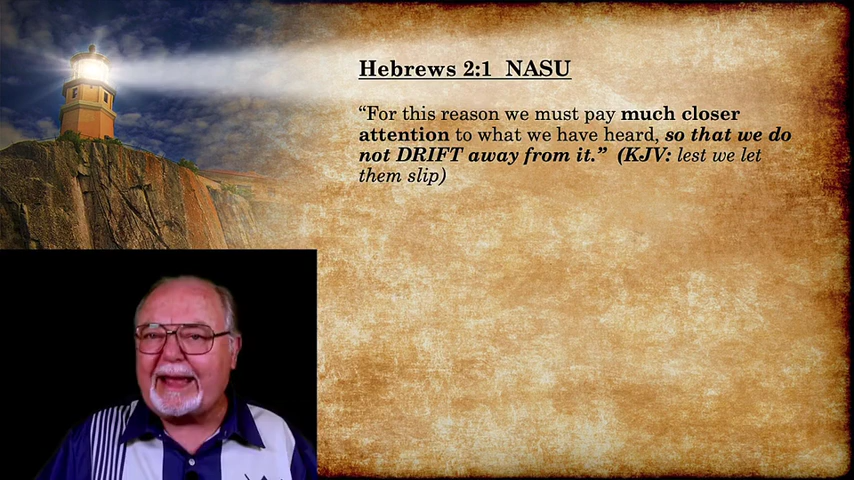 Hebrews 2:1 NASU
“For this reason we must pay much closer
attention to what we have heard, so that we do
not DRIFT away from it.” (KJV: lest we let
them slip)